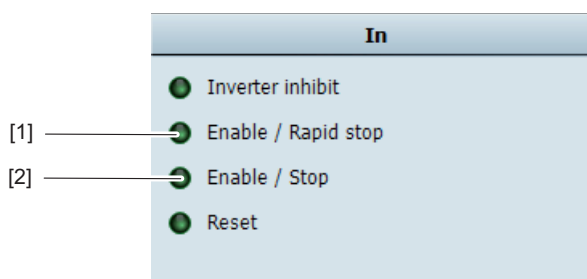 In
Inverter inhibit
[1] Enable / Rapid stop
[2] Enable / Stop
Reset